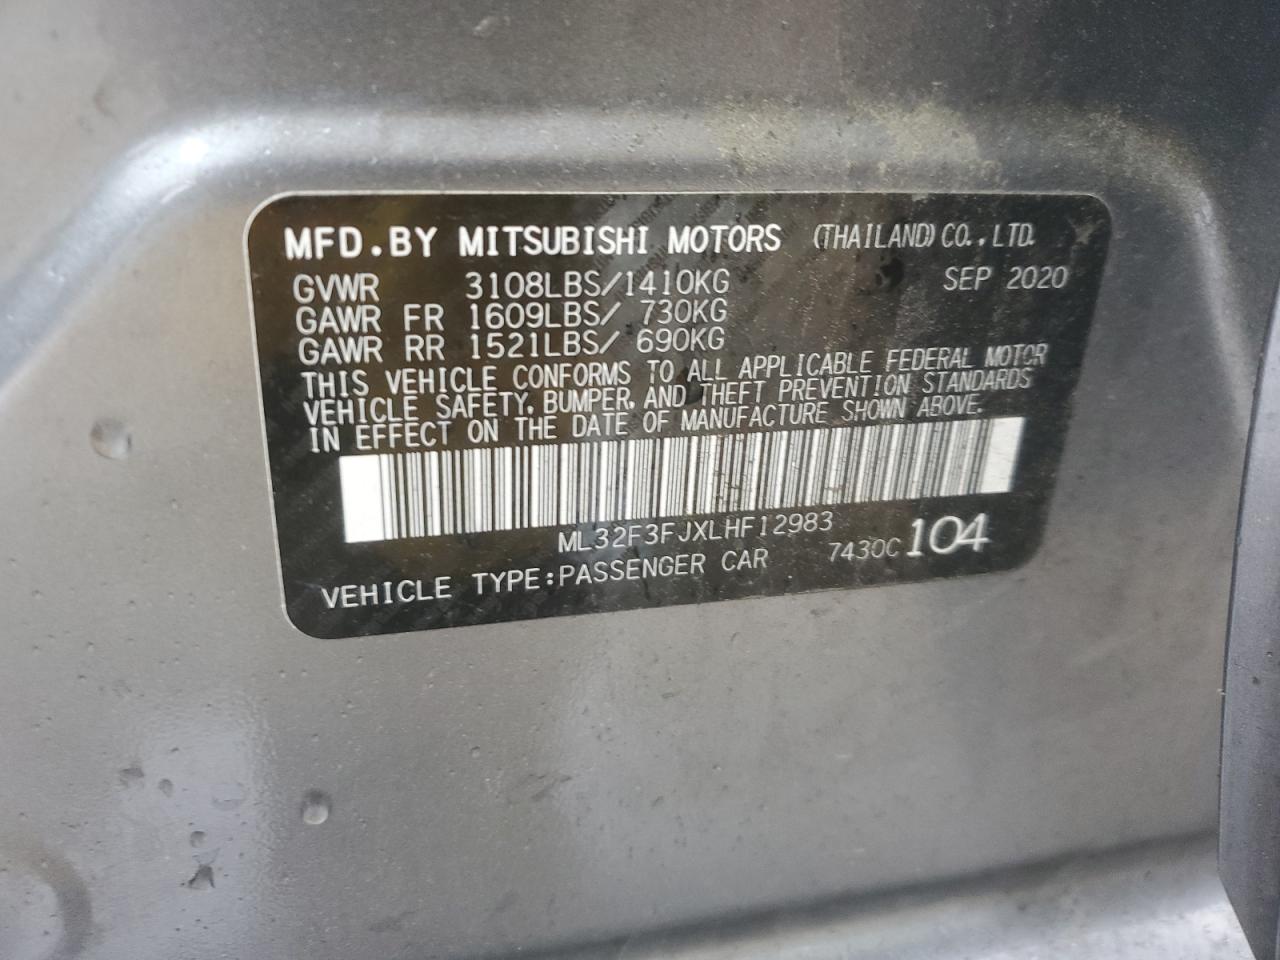 MFD.BY MITSUBISHI MOTORS (THAILAND) CO.,LTD.
GVWR 3108LBS/1410KG SEP 2020
GAWR FR 1609LBS/ 730KG
GAWR RR 1521LBS/ 690KG
THIS VEHICLE CONFORMS TO ALL APPLICABLE FEDERAL MOTOR
VEHICLE SAFETY, BUMPER, AND THEFT PREVENTION STANDARDS
IN EFFECT ON THE DATE OF MANUFACTURE SHOWN ABOVE.
ML32F3FJXLHF12983
VEHICLE TYPE:PASSENGER CAR 7430C 104